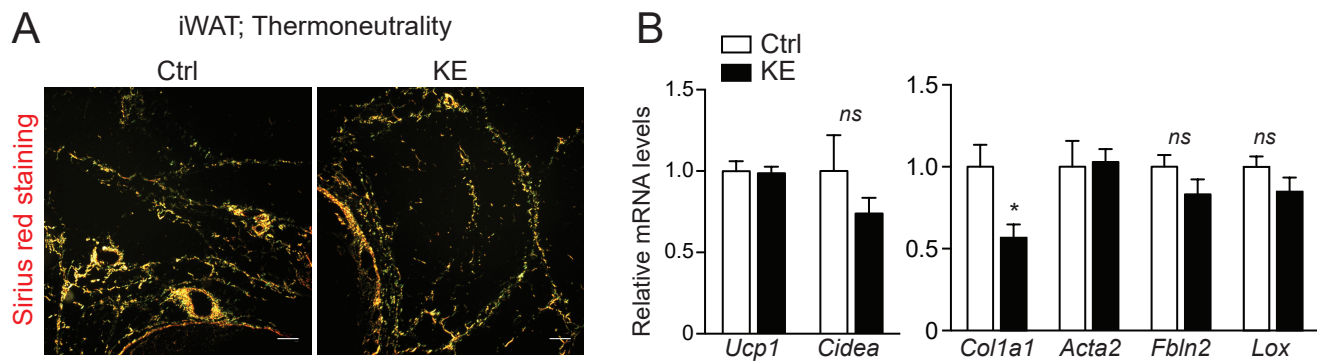 A
iWAT; Thermoneutrality
Ctrl
KE
Sirius red staining
B
Ctrl
KE
Relative mRNA levels
1.5
1.0
0.5
0
ns
Ucp1
Cidea
1.5
1.0
0.5
0
*
ns
ns
Col1a1
Acta2
Fbln2
Lox